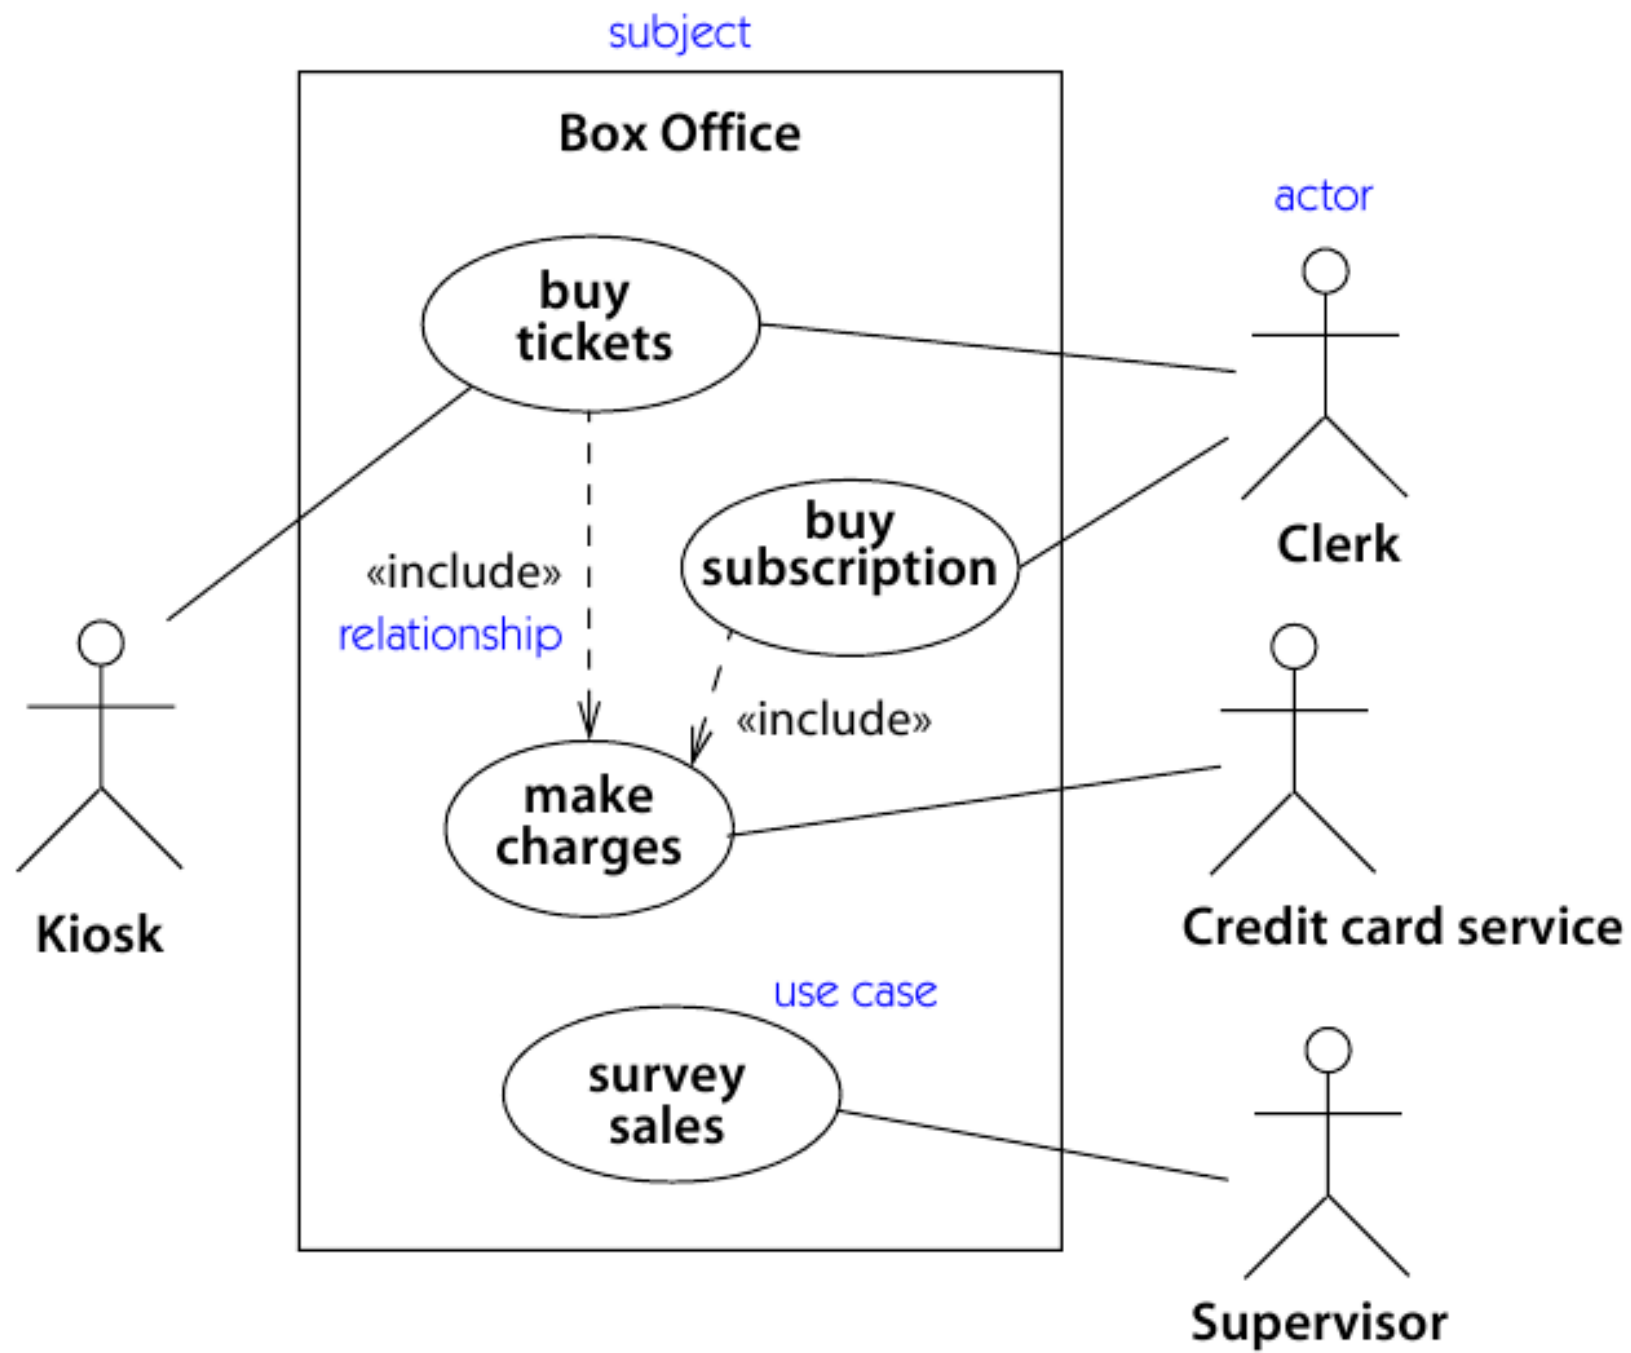 subject
Box Office
actor
buy
tickets
buy
subscription
Clerk
«include»
relationship
«include»
make
charges
Kiosk
Credit card service
use case
survey
sales
Supervisor